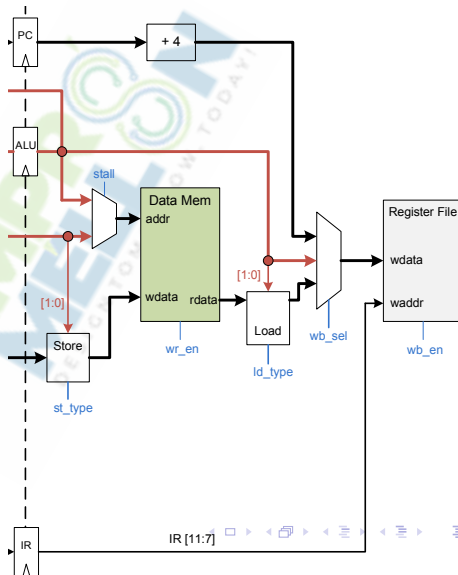 PC
+ 4
ALU
stall
Data Mem
addr
Register File
wdata
[1:0]
[1:0]
wdata
rdata
waddr
Store
Load
wr_en
wb_sel
wb_en
ld_type
st_type
IR [11:7]
IR